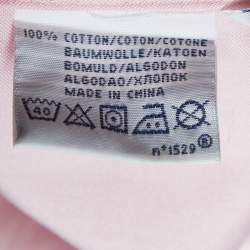 100% COTTON/COTON/COTONE
BAUMWOLLE/KATOEN
BOMULD/ALGODON
ALGODAO/ХЛОПОК
MADE IN CHINA
40
n°1529®